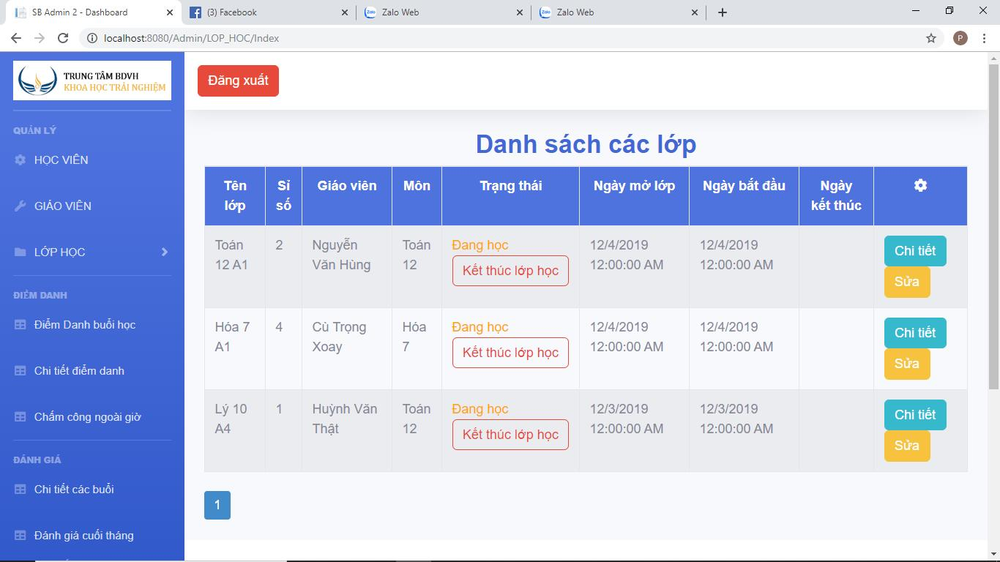 SB Admin 2 - Dashboard
(3) Facebook
Zalo Web
Zalo Web
localhost:8080/Admin/LOP_HOC/Index
P
TRUNG TÂM BDVH
KHOA HỌC TRẢI NGHIỆM
QUẢN LÝ
HỌC VIÊN
GIÁO VIÊN
LỚP HỌC
ĐIỂM DANH
Điểm Danh buổi học
Chi tiết điểm danh
Chấm công ngoài giờ
ĐÁNH GIÁ
Chi tiết các buổi
Đánh giá cuối tháng
Đăng xuất
Danh sách các lớp
Tên lớp Sỉ số Giáo viên Môn Trạng thái Ngày mở lớp Ngày bắt đầu Ngày kết thúc
Toán 12 A1 2 Nguyễn Văn Hùng Toán 12 Đang học Kết thúc lớp học 12/4/2019 12:00:00 AM 12/4/2019 12:00:00 AM Chi tiết Sửa
Hóa 7 A1 4 Cù Trọng Xoay Hóa 7 Đang học Kết thúc lớp học 12/4/2019 12:00:00 AM 12/4/2019 12:00:00 AM Chi tiết Sửa
Lý 10 A4 1 Huỳnh Văn Thật Toán 12 Đang học Kết thúc lớp học 12/3/2019 12:00:00 AM 12/3/2019 12:00:00 AM Chi tiết Sửa
1